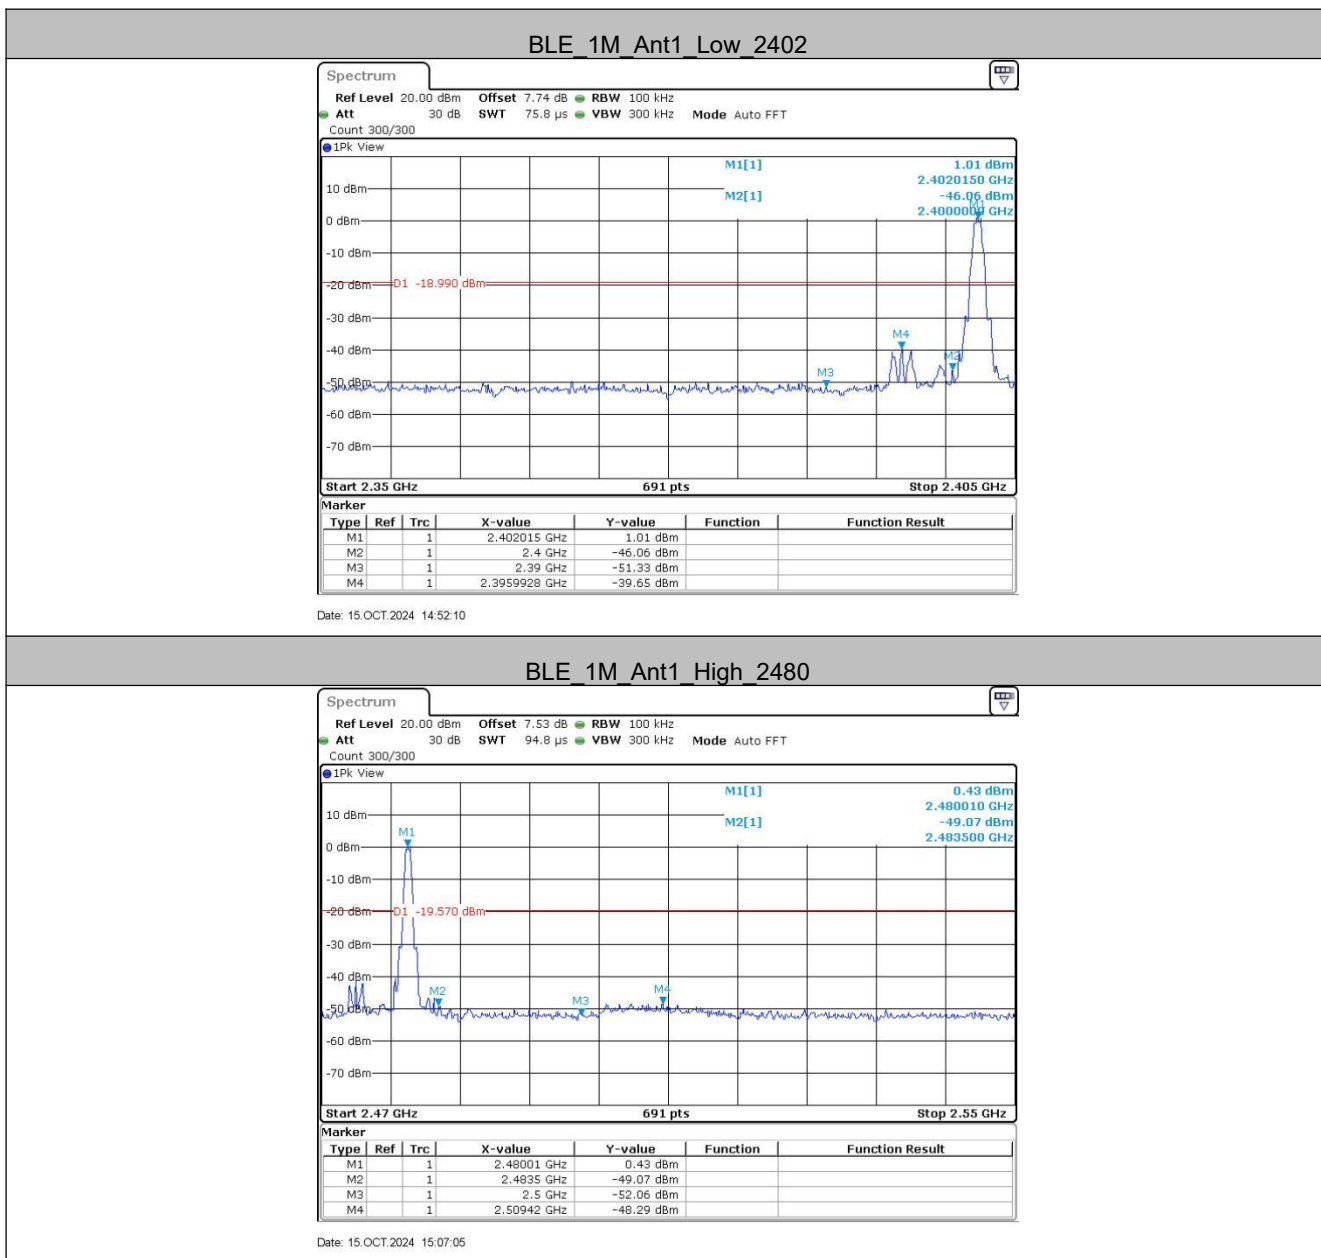 BLE_1M_Ant1_Low_2402
Spectrum
Ref Level 20.00 dBm Offset 7.74 dB RBW 100 kHz
Att 30 dB SWT 75.8 µs VBW 300 kHz Mode Auto FFT
Count 300/300
1Pk View
M1[1] 1.01 dBm
2.4020150 GHz
M2[1] -46.06 dBm
2.4000000 GHz
M1
10 dBm
0 dBm
-10 dBm
-20 dBm D1 -18.990 dBm
-30 dBm
M4
-40 dBm
M2
M3
-50 dBm
-60 dBm
-70 dBm
Start 2.35 GHz 691 pts Stop 2.405 GHz
Marker
Type Ref Trc X-value Y-value Function Function Result
M1 1 2.402015 GHz 1.01 dBm
M2 1 2.4 GHz -46.06 dBm
M3 1 2.39 GHz -51.33 dBm
M4 1 2.3959928 GHz -39.65 dBm
Date: 15.OCT.2024 14:52:10
BLE_1M_Ant1_High_2480
Spectrum
Ref Level 20.00 dBm Offset 7.53 dB RBW 100 kHz
Att 30 dB SWT 94.8 µs VBW 300 kHz Mode Auto FFT
Count 300/300
1Pk View
M1[1] 0.43 dBm
2.480010 GHz
M2[1] -49.07 dBm
2.483500 GHz
10 dBm
M1
0 dBm
-10 dBm
-20 dBm D1 -19.570 dBm
-30 dBm
-40 dBm
M2 M3 M4
-50 dBm
-60 dBm
-70 dBm
Start 2.47 GHz 691 pts Stop 2.55 GHz
Marker
Type Ref Trc X-value Y-value Function Function Result
M1 1 2.48001 GHz 0.43 dBm
M2 1 2.4835 GHz -49.07 dBm
M3 1 2.5 GHz -52.06 dBm
M4 1 2.50942 GHz -48.29 dBm
Date: 15.OCT.2024 15:07:05